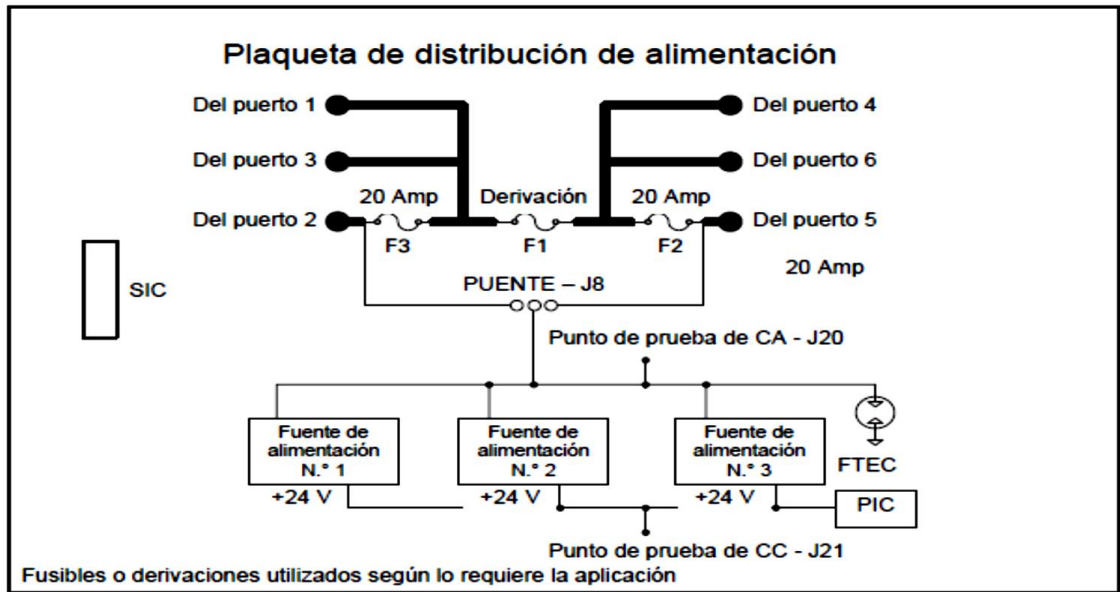 Plaqueta de distribución de alimentación
Del puerto 1
Del puerto 4
Del puerto 3
Del puerto 6
20 Amp
Derivación
20 Amp
Del puerto 2
Del puerto 5
F3
F1
F2
20 Amp
SIC
PUENTE – J8
Punto de prueba de CA - J20
Fuente de
alimentación
N.° 1
Fuente de
alimentación
N.° 2
Fuente de
alimentación
N.° 3
FTEC
+24 V
+24 V
+24 V
PIC
Punto de prueba de CC - J21
Fusibles o derivaciones utilizados según lo requiere la aplicación